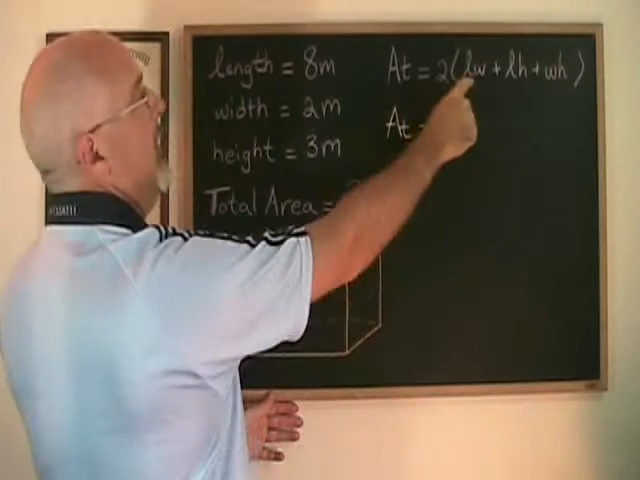 length = 8m
width = 2m
height = 3m
Total Area =
At = 2(lw + lh + wh)
At =